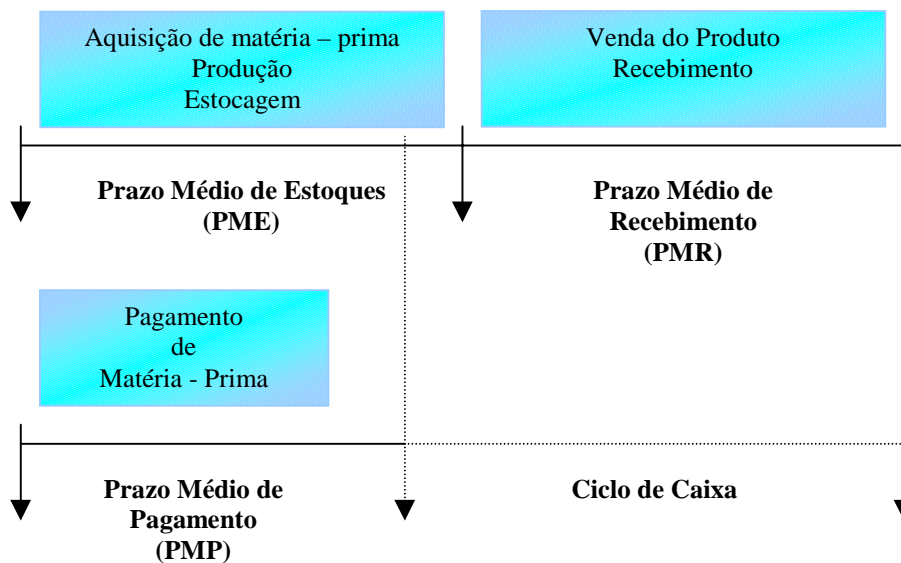 Aquisição de matéria – prima
Produção
Estocagem
Venda do Produto
Recebimento
Prazo Médio de Estoques
(PME)
Prazo Médio de
Recebimento
(PMR)
Pagamento
de
Matéria - Prima
Prazo Médio de
Pagamento
(PMP)
Ciclo de Caixa